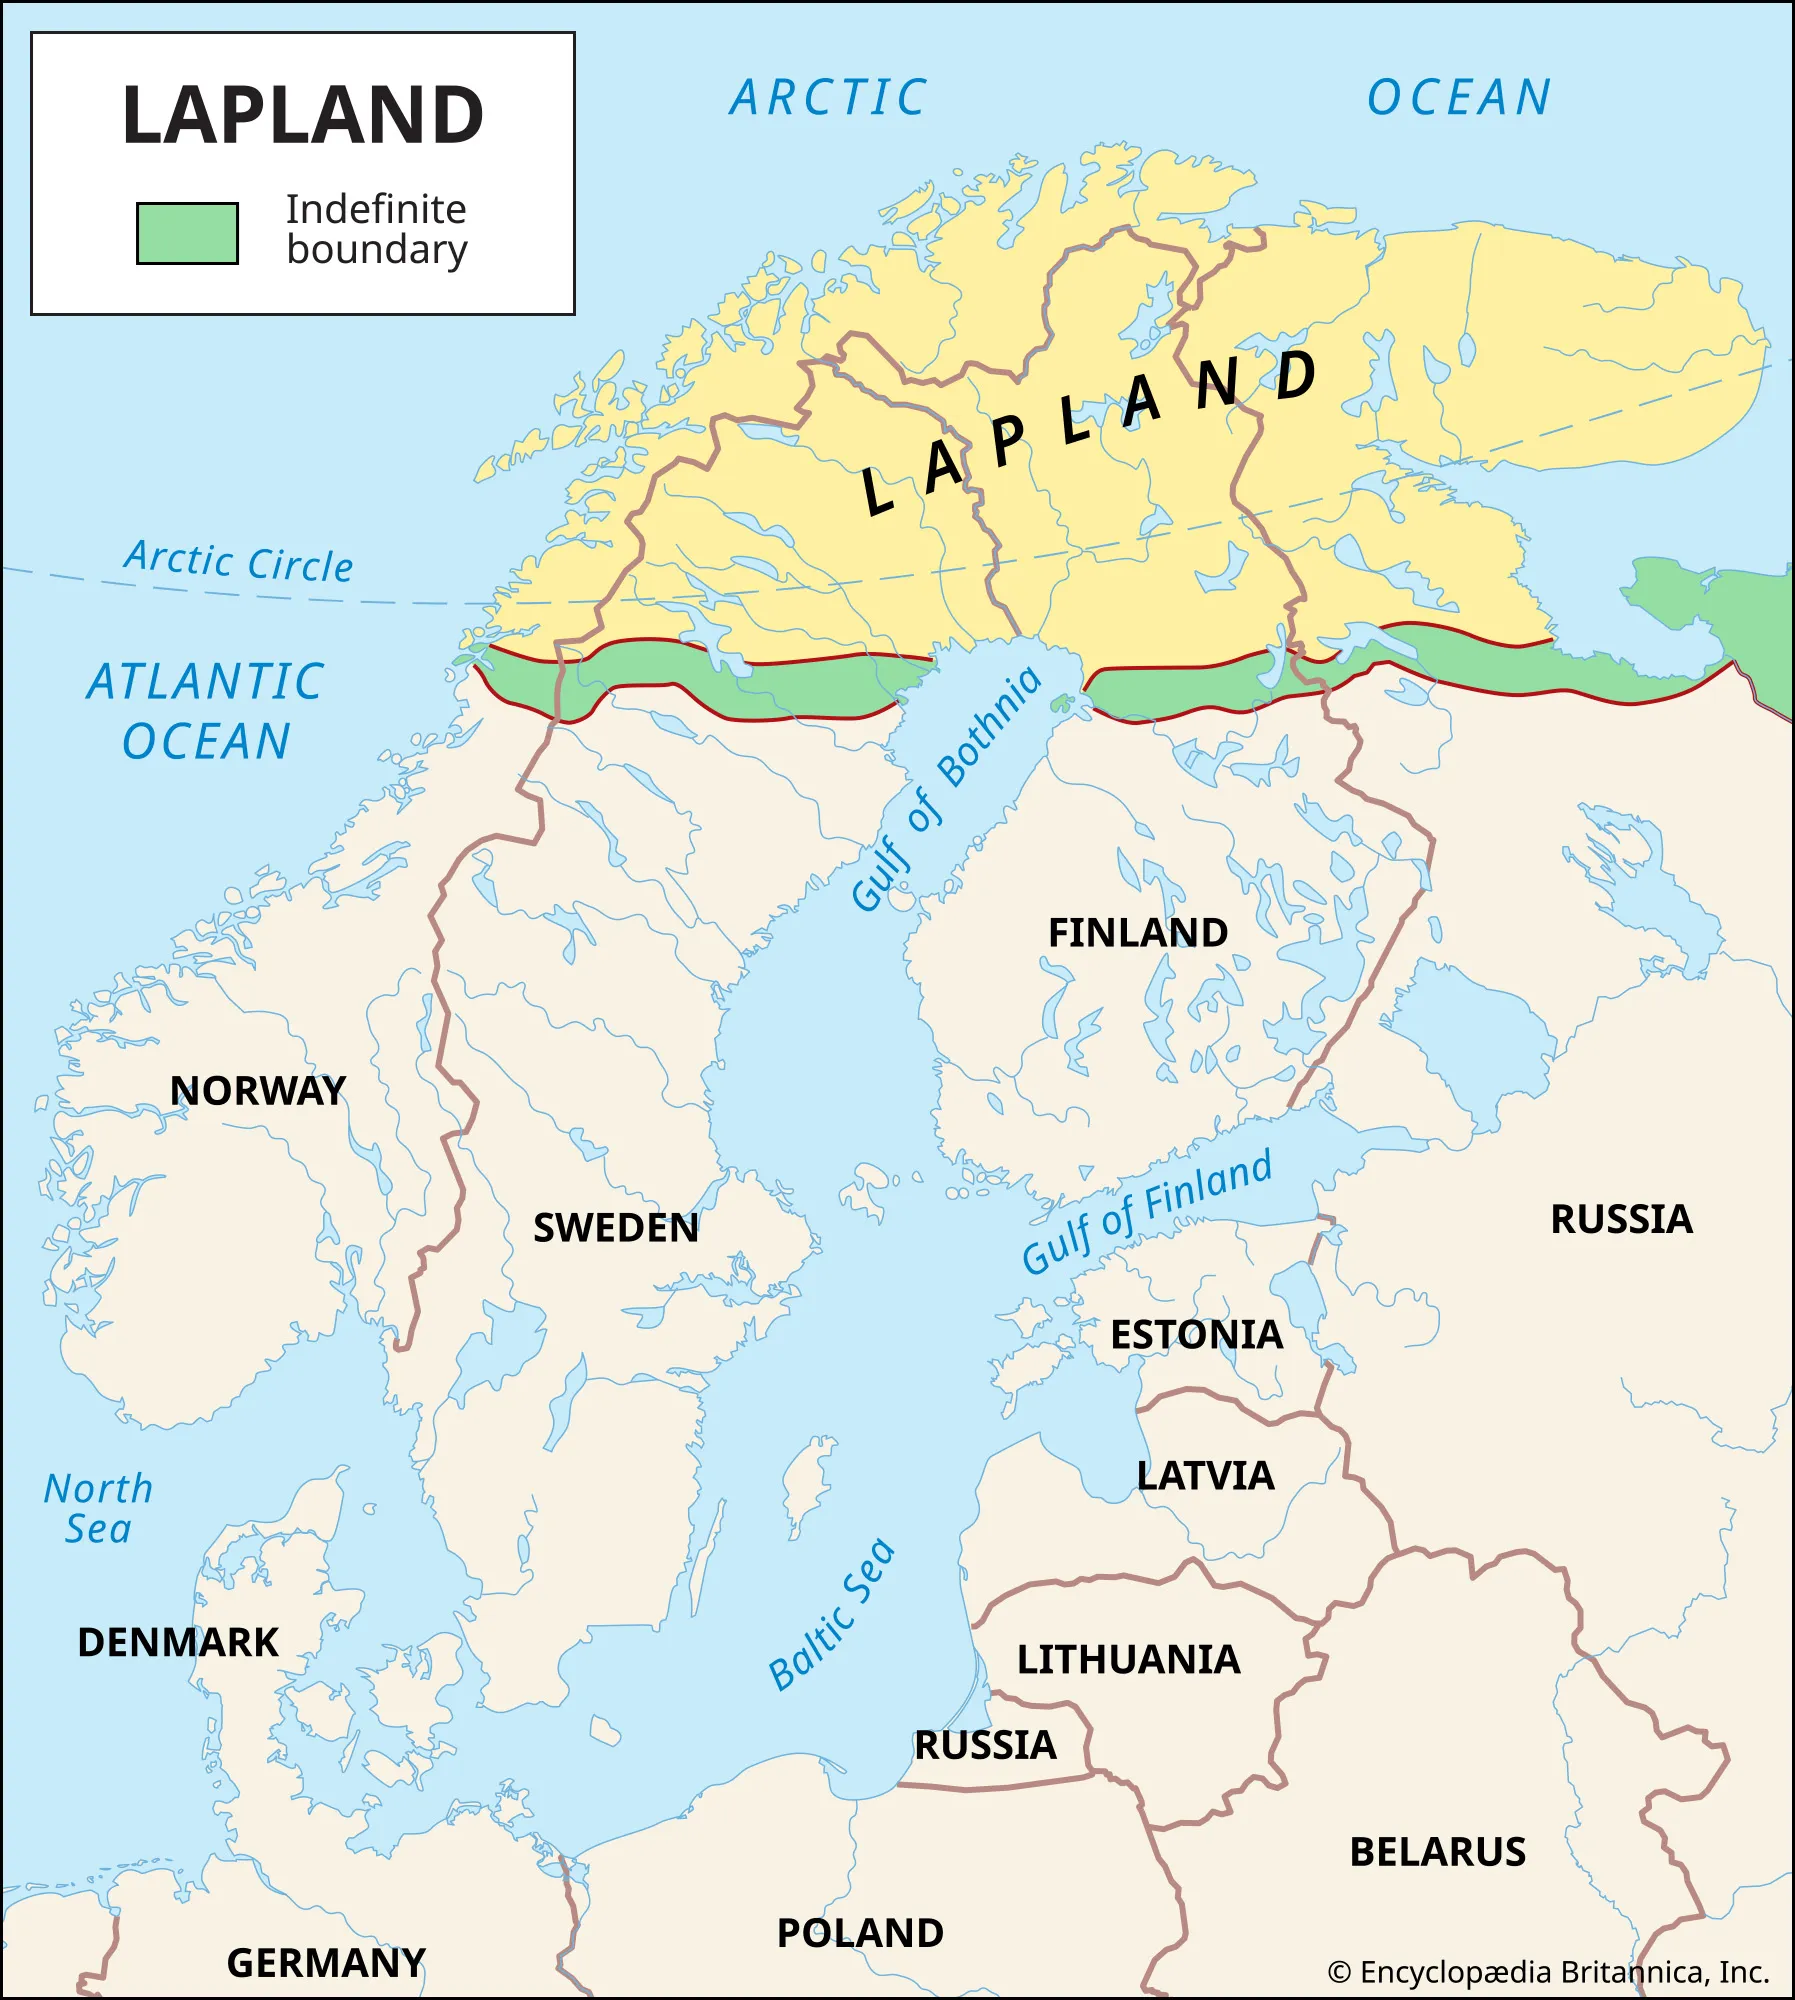 LAPLAND
Indefinite
boundary
ARCTIC OCEAN
LAPLAND
Arctic Circle
ATLANTIC
OCEAN
Gulf of Bothnia
FINLAND
NORWAY
SWEDEN
Gulf of Finland
RUSSIA
ESTONIA
LATVIA
North
Sea
Baltic Sea
DENMARK
LITHUANIA
RUSSIA
BELARUS
POLAND
GERMANY
© Encyclopædia Britannica, Inc.